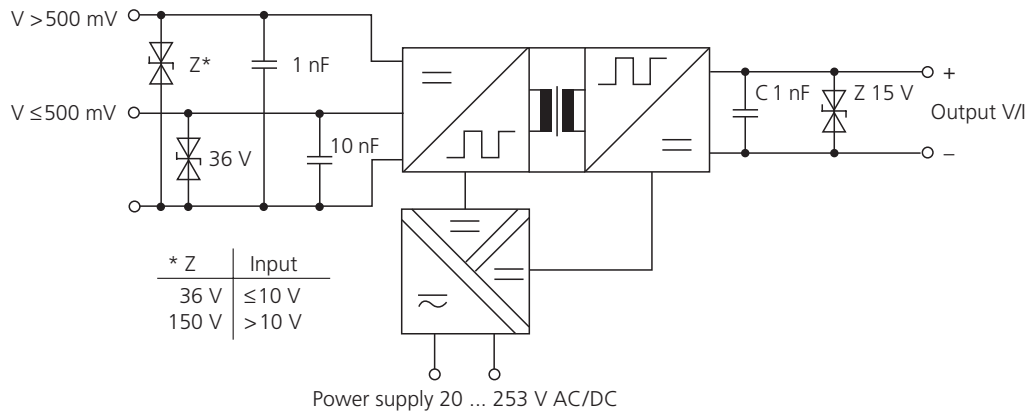 V >500 mV
Z*
1 nF
V ≤500 mV
36 V
10 nF
C 1 nF
Z 15 V
+
Output V/I
–
* Z Input
36 V ≤10 V
150 V >10 V
Power supply 20 ... 253 V AC/DC